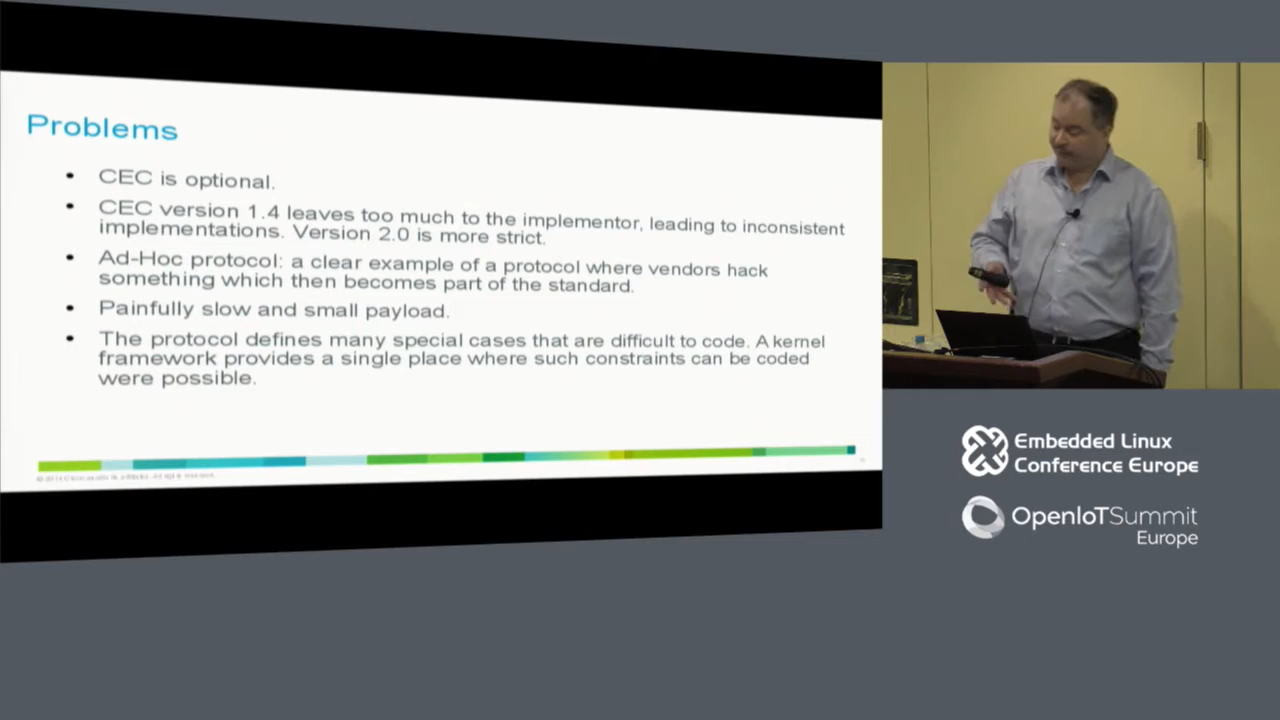 Problems
• CEC is optional.
• CEC version 1.4 leaves too much to the implementor, leading to inconsistent
implementations. Version 2.0 is more strict.
• Ad-Hoc protocol: a clear example of a protocol where vendors hack
something which then becomes part of the standard.
• Painfully slow and small payload.
• The protocol defines many special cases that are difficult to code. A kernel
framework provides a single place where such constraints can be coded
were possible.
Embedded Linux
Conference Europe
OpenIoTSummit
Europe